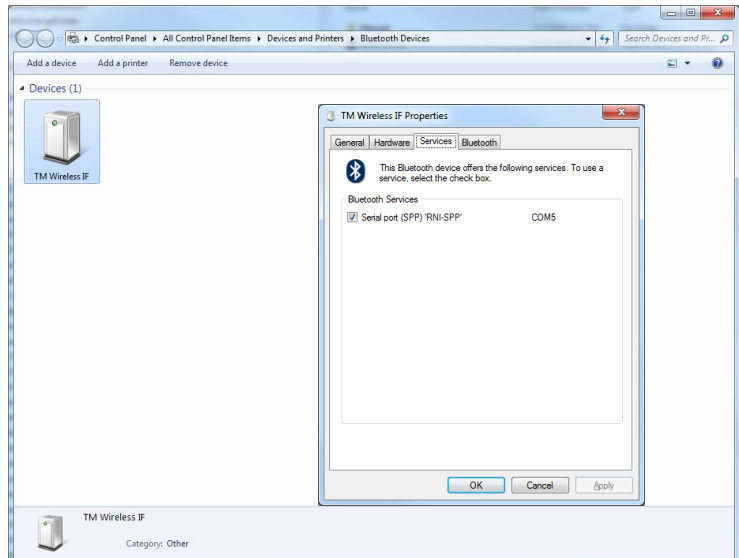 Control Panel ▸ All Control Panel Items ▸ Devices and Printers ▸ Bluetooth Devices
Search Devices and Pr...
Add a device Add a printer Remove device
Devices (1)
TM Wireless IF
TM Wireless IF Properties
General Hardware Services Bluetooth
This Bluetooth device offers the following services. To use a
service, select the check box.
Bluetooth Services
Serial port (SPP) 'RNI-SPP' COM5
OK Cancel Apply
TM Wireless IF
Category: Other